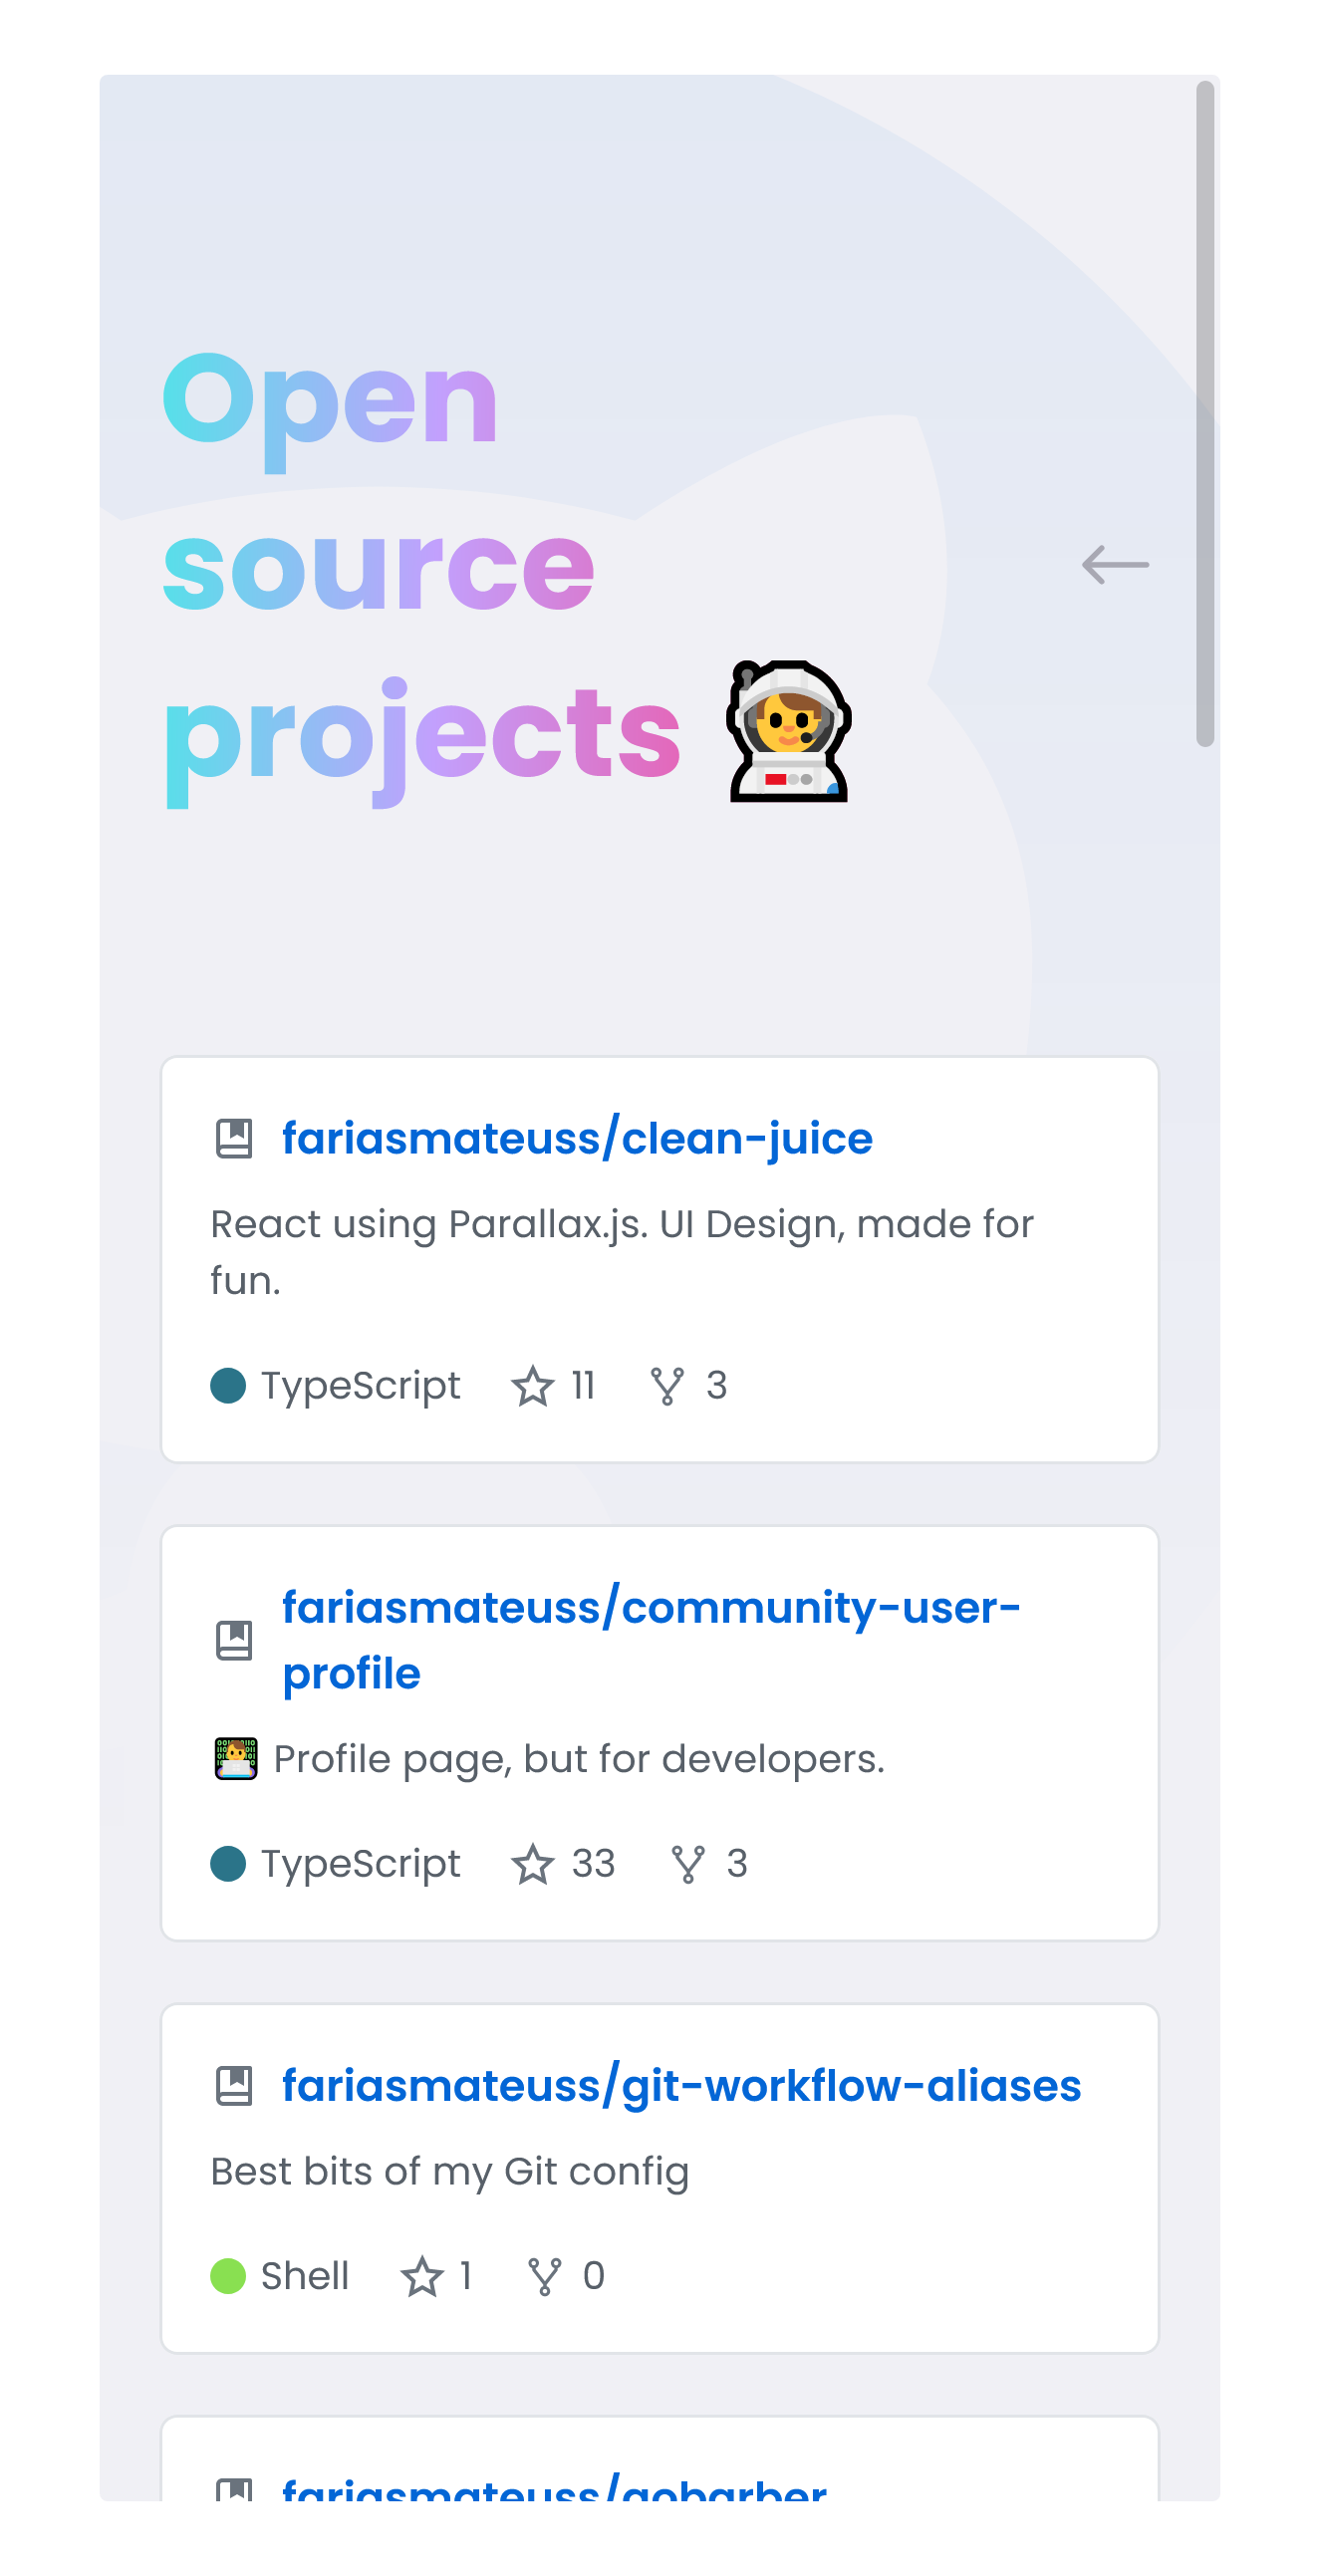 Open
source
projects 👨‍🚀
fariasmateuss/clean-juice
React using Parallax.js. UI Design, made for
fun.
TypeScript 11 3
fariasmateuss/community-user-
profile
👨‍💻 Profile page, but for developers.
TypeScript 33 3
fariasmateuss/git-workflow-aliases
Best bits of my Git config
Shell 1 0
fariasmateuss/gobarber